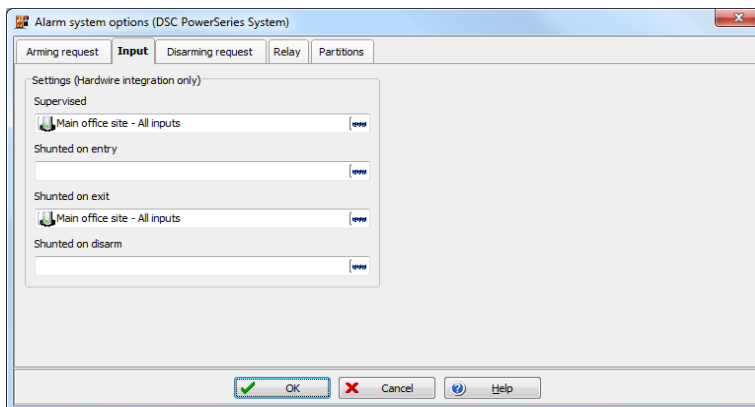 Alarm system options (DSC PowerSeries System)
Arming request Input Disarming request Relay Partitions
Settings (Hardwire integration only)
Supervised
Main office site - All inputs
Shunted on entry
Shunted on exit
Main office site - All inputs
Shunted on disarm
OK Cancel Help